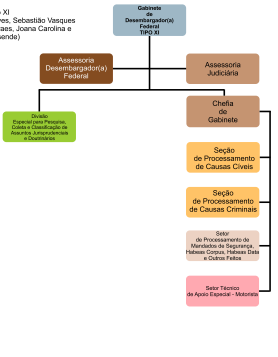 o XI
ves, Sebastião Vasques
aes, Joana Carolina e
sende)
Gabinete
de
Desembargador(a)
Federal
TIPO XI
Assessoria
Desembargador(a)
Federal
Assessoria
Judiciária
Divisão
Especial para Pesquisa,
Coleta e Classificação de
Assuntos Jurisprudenciais
e Doutrinários
Chefia
de
Gabinete
Seção
de Processamento
de Causas Cíveis
Seção
de Processamento
de Causas Criminais
Setor
de Processamento de
Mandados de Segurança,
Habeas Corpus, Habeas Data
e Outros Feitos
Setor Técnico
de Apoio Especial - Motorista